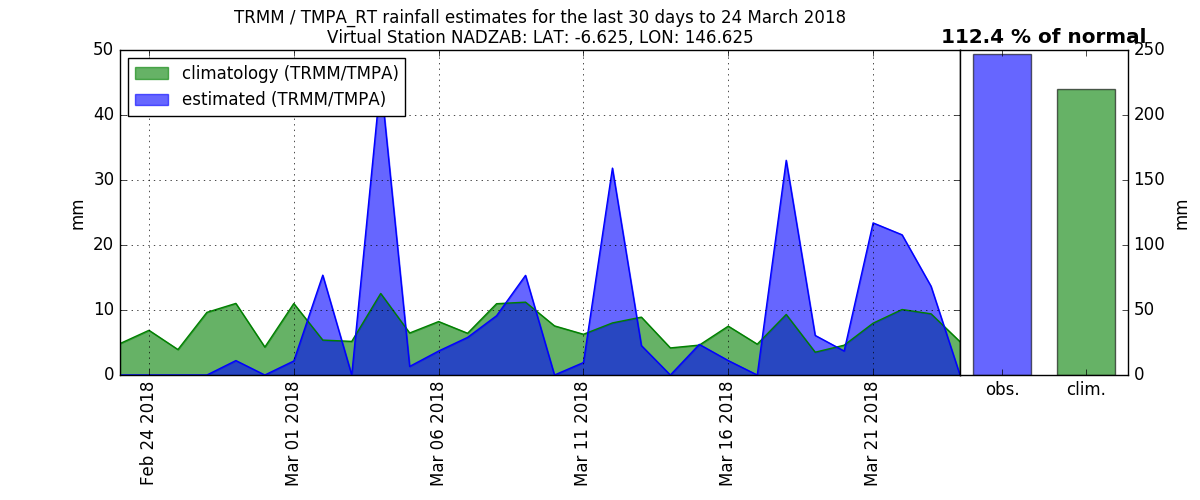 TRMM / TMPA_RT rainfall estimates for the last 30 days to 24 March 2018
Virtual Station NADZAB: LAT: -6.625, LON: 146.625
112.4 % of normal
climatology (TRMM/TMPA)
estimated (TRMM/TMPA)
50
40
30
20
10
0
mm
Feb 24 2018
Mar 01 2018
Mar 06 2018
Mar 11 2018
Mar 16 2018
Mar 21 2018
250
200
150
100
50
0
mm
obs.
clim.